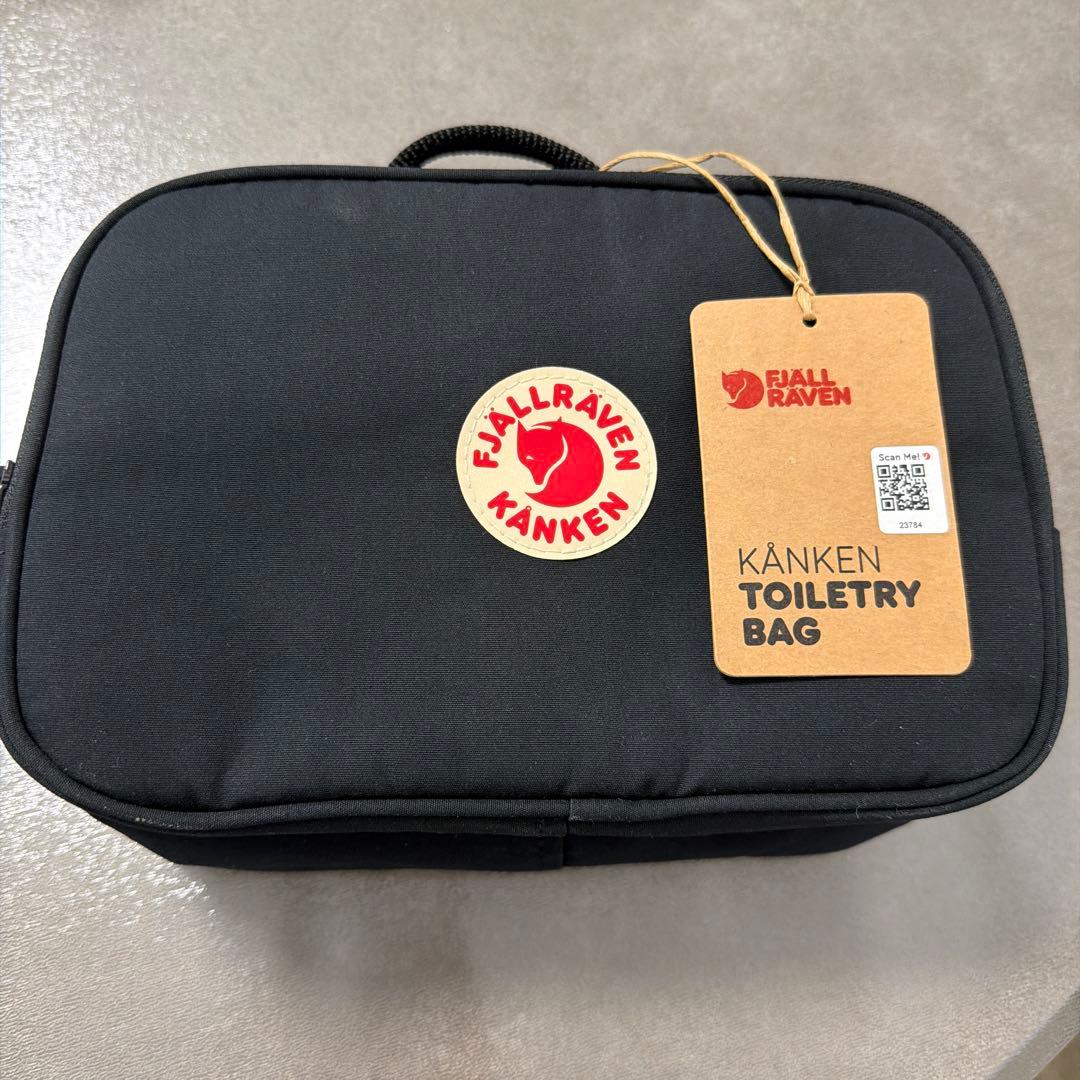 FJÄLLRÄVEN
KÅNKEN
FJÄLL
RÄVEN
Scan Me!
23784
KÅNKEN
TOILETRY
BAG